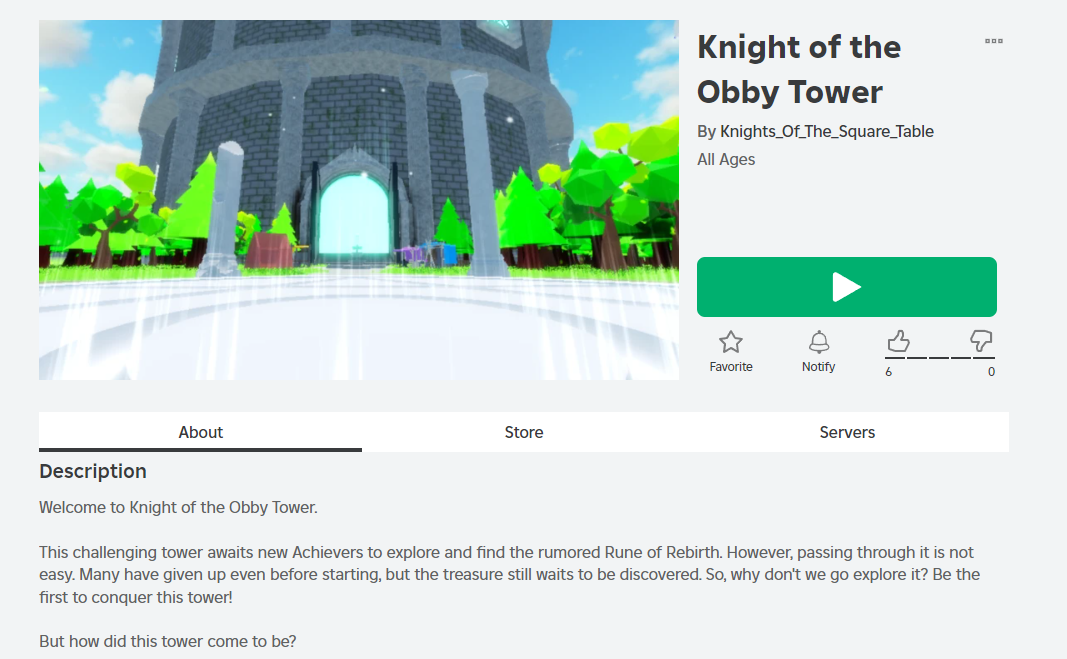 Knight of the
Obby Tower
By Knights_Of_The_Square_Table
All Ages
Favorite
Notify
6
0
About
Store
Servers
Description
Welcome to Knight of the Obby Tower.
This challenging tower awaits new Achievers to explore and find the rumored Rune of Rebirth. However, passing through it is not
easy. Many have given up even before starting, but the treasure still waits to be discovered. So, why don't we go explore it? Be the
first to conquer this tower!
But how did this tower come to be?